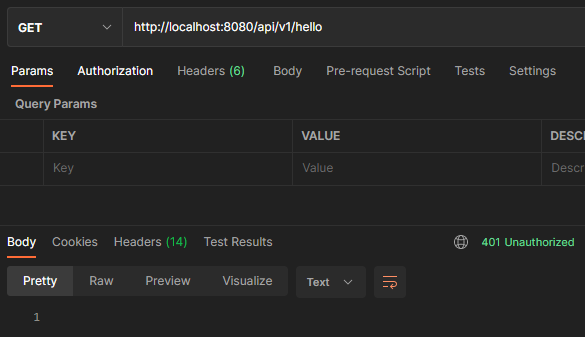 GET http://localhost:8080/api/v1/hello
Params Authorization Headers (6) Body Pre-request Script Tests Settings
Query Params
KEY VALUE DESCR
Key Value Descr
Body Cookies Headers (14) Test Results 401 Unauthorized
Pretty Raw Preview Visualize Text
1